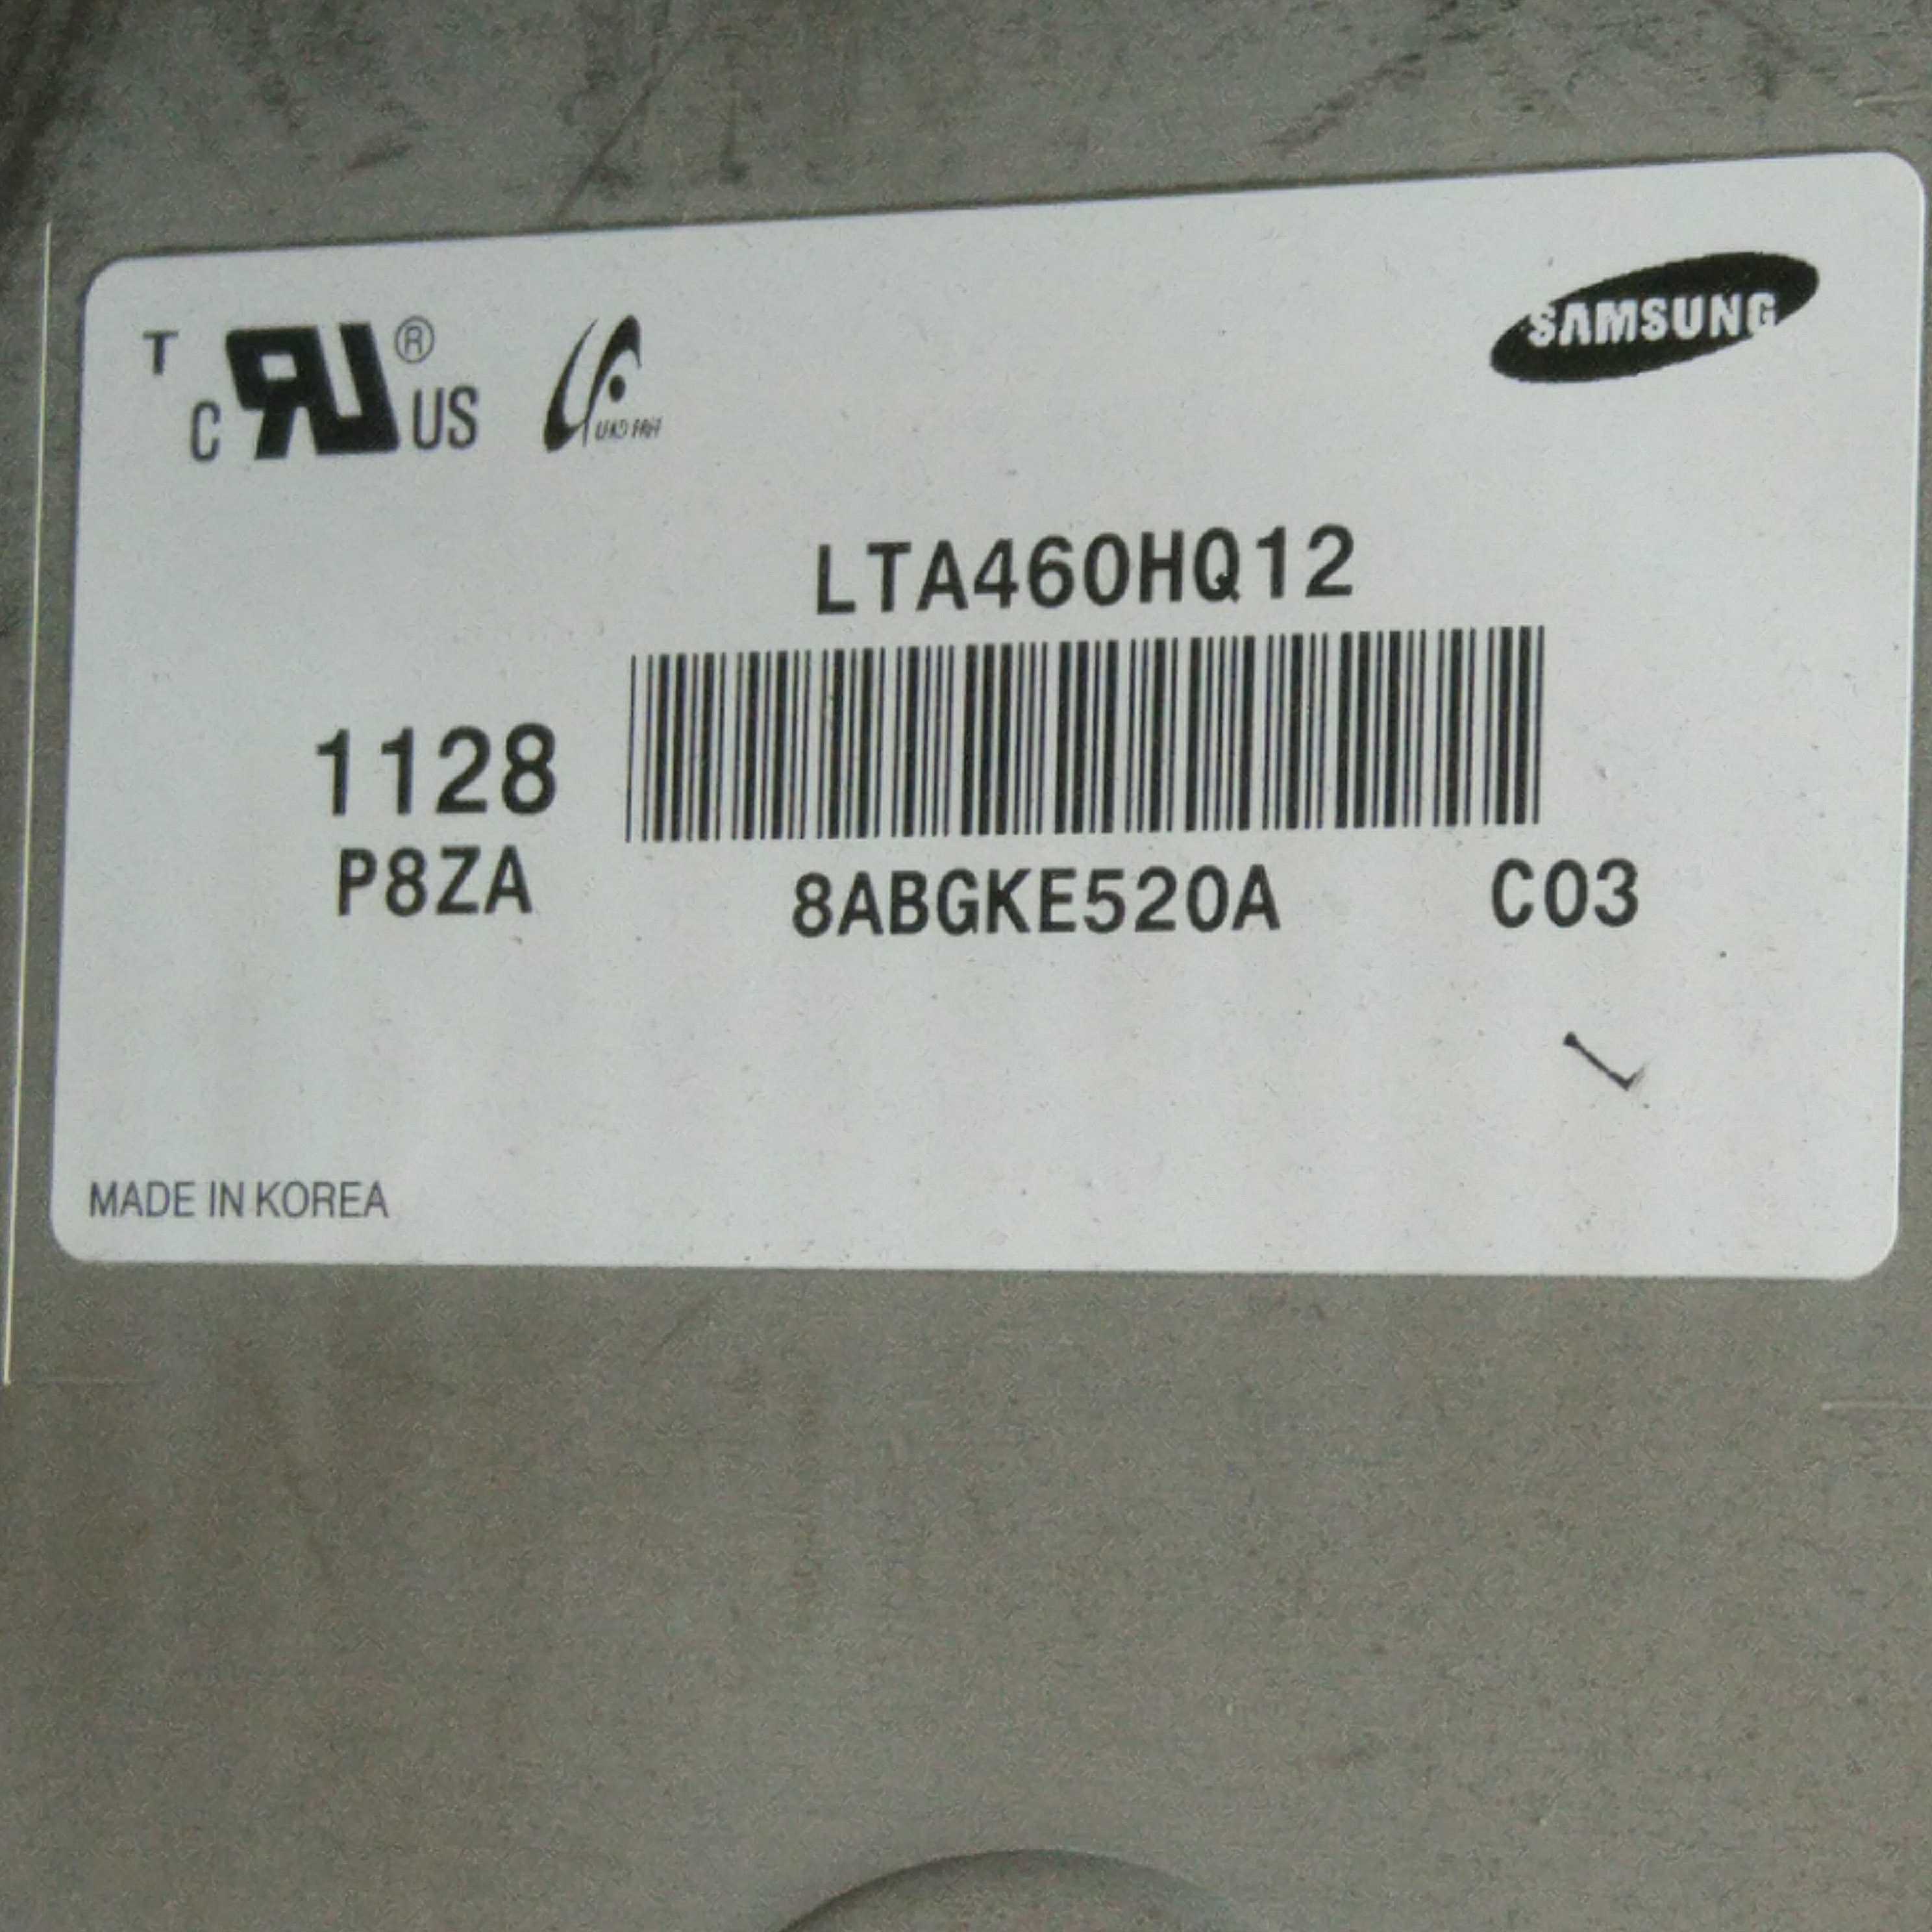 T
C US ®
SAMSUNG
LTA460HQ12
1128
P8ZA
8ABGKE520A C03
MADE IN KOREA